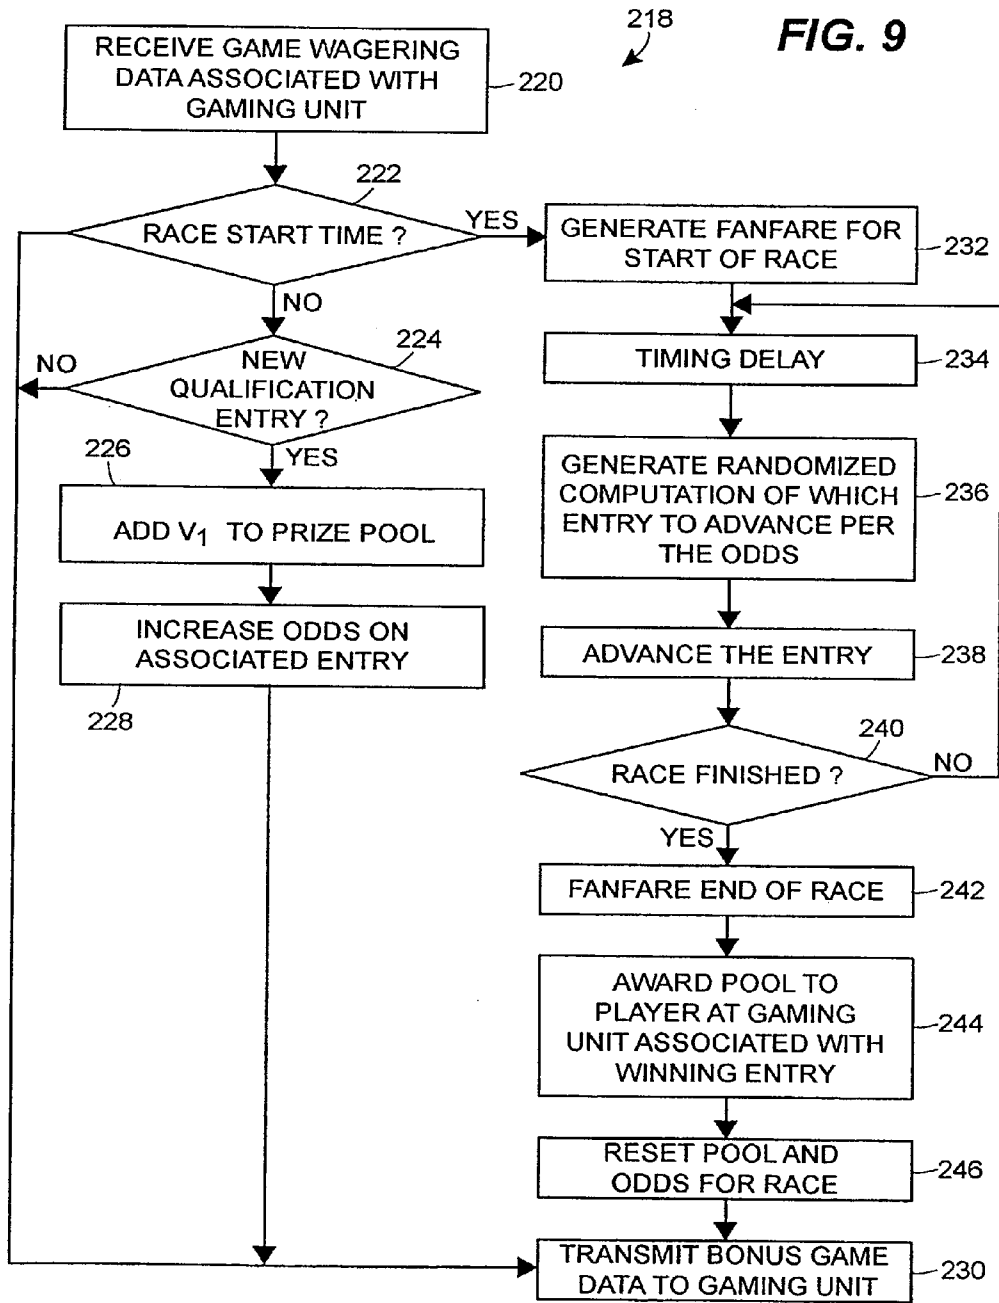 218
FIG. 9
RECEIVE GAME WAGERING
DATA ASSOCIATED WITH
GAMING UNIT
220
222
RACE START TIME ?
YES
NO
GENERATE FANFARE FOR
START OF RACE
232
224
NEW
QUALIFICATION
ENTRY ?
NO
YES
226
ADD V1 TO PRIZE POOL
INCREASE ODDS ON
ASSOCIATED ENTRY
228
TIMING DELAY
234
GENERATE RANDOMIZED
COMPUTATION OF WHICH
ENTRY TO ADVANCE PER
THE ODDS
236
ADVANCE THE ENTRY
238
240
RACE FINISHED ?
NO
YES
FANFARE END OF RACE
242
AWARD POOL TO
PLAYER AT GAMING
UNIT ASSOCIATED WITH
WINNING ENTRY
244
RESET POOL AND
ODDS FOR RACE
246
TRANSMIT BONUS GAME
DATA TO GAMING UNIT
230